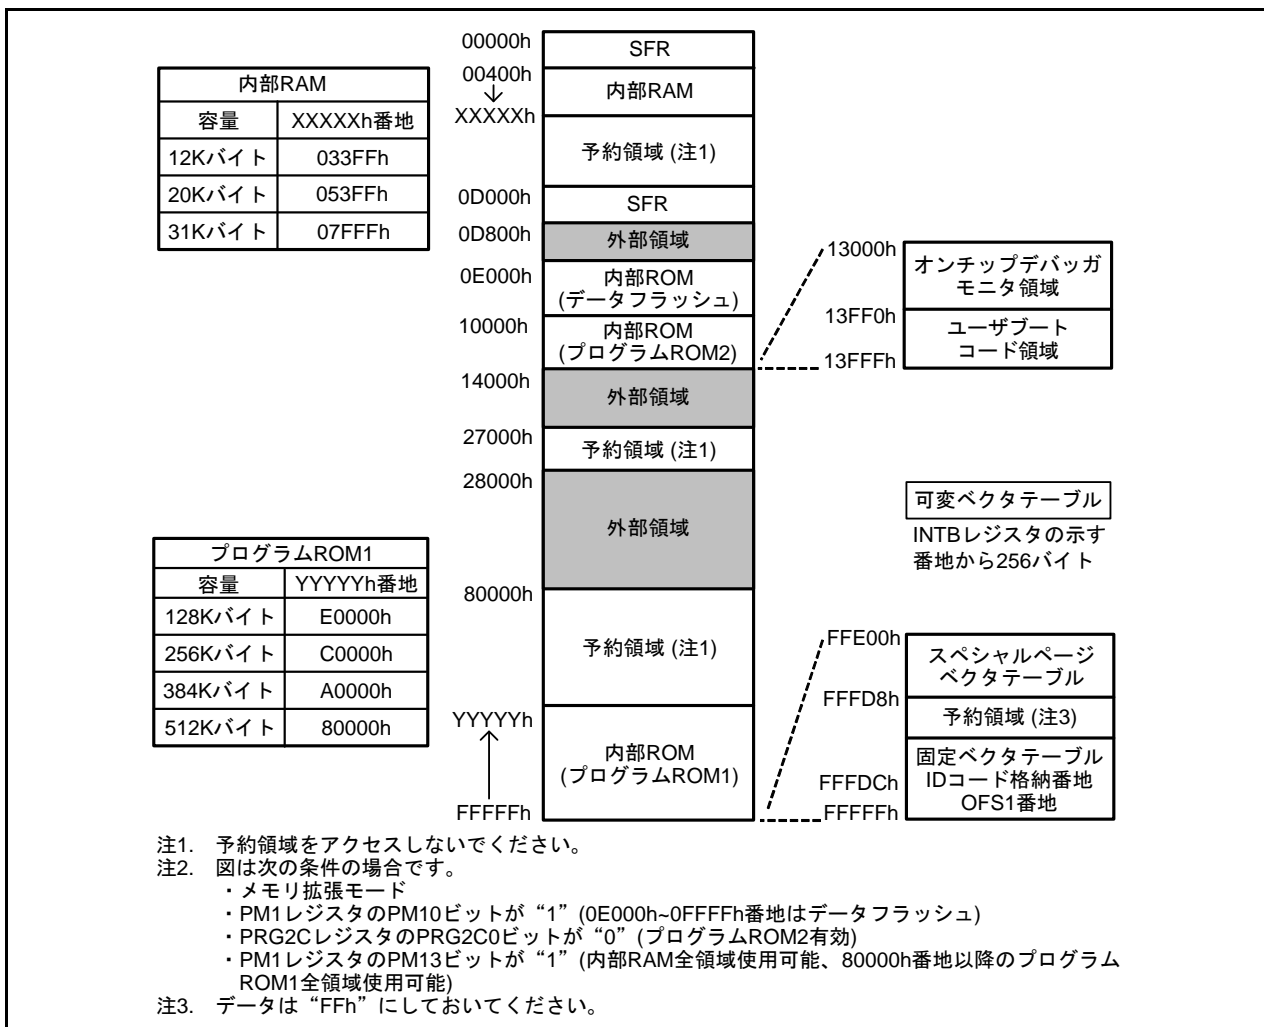 内部RAM
容量 XXXXXh番地
12Kバイト 033FFh
20Kバイト 053FFh
31Kバイト 07FFFh
プログラムROM1
容量 YYYYYh番地
128Kバイト E0000h
256Kバイト C0000h
384Kバイト A0000h
512Kバイト 80000h
00000h
SFR
00400h
内部RAM
XXXXXh
予約領域 (注1)
0D000h
SFR
0D800h
外部領域
0E000h
内部ROM
(データフラッシュ)
10000h
内部ROM
(プログラムROM2)
14000h
外部領域
27000h
予約領域 (注1)
28000h
外部領域
80000h
予約領域 (注1)
YYYYYh
内部ROM
(プログラムROM1)
FFFFFh
13000h
オンチップデバッガ
モニタ領域
13FF0h
ユーザブート
コード領域
13FFFh
可変ベクタテーブル
INTBレジスタの示す
番地から256バイト
FFE00h
スペシャルページ
ベクタテーブル
FFFD8h
予約領域 (注3)
FFFDCh
固定ベクタテーブル
IDコード格納番地
OFS1番地
FFFFFh
注1. 予約領域をアクセスしないでください。
注2. 図は次の条件の場合です。
・メモリ拡張モード
・PM1レジスタのPM10ビットが“1”(0E000h~0FFFFh番地はデータフラッシュ)
・PRG2CレジスタのPRG2C0ビットが“0”(プログラムROM2有効)
・PM1レジスタのPM13ビットが“1”(内部RAM全領域使用可能、80000h番地以降のプログラム
ROM1全領域使用可能)
注3. データは“FFh”にしておいてください。